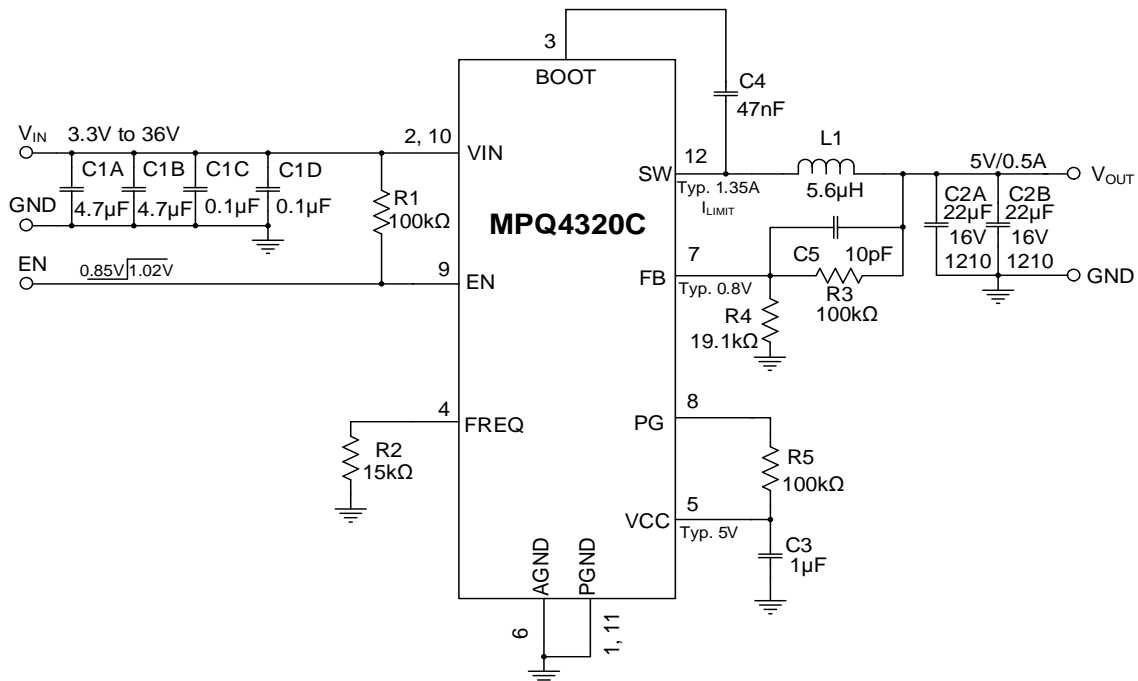 3
BOOT
C4
47nF
VIN 3.3V to 36V
2, 10
VIN
C1A
C1B
C1C
C1D
4.7µF
4.7µF
0.1µF
0.1µF
GND
R1
100kΩ
MPQ4320C
SW
12
Typ. 1.35A
ILIMIT
L1
5.6µH
5V/0.5A
VOUT
C2A
22µF
16V
1210
C2B
22µF
16V
1210
GND
EN
0.85V
1.02V
9
EN
7
FB
Typ. 0.8V
C5
10pF
R3
100kΩ
R4
19.1kΩ
4
FREQ
R2
15kΩ
8
PG
R5
100kΩ
5
VCC
Typ. 5V
C3
1µF
AGND
PGND
6
1, 11